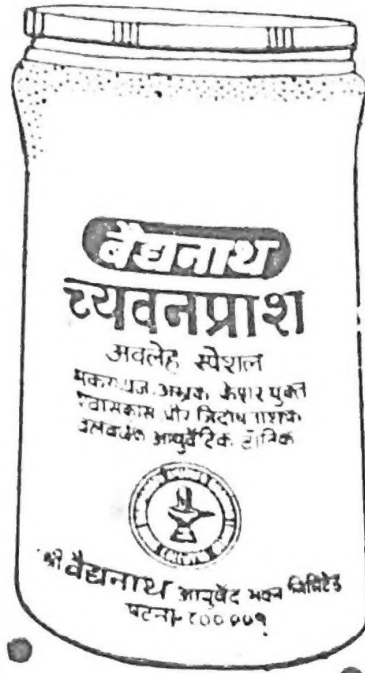 बैद्यनाथ
च्यवनप्राश
अवलेह स्पेशल
मकरध्वज अभ्रक केशर युक्त
श्वासकास और त्रिदोष नाशक
बलवर्धक आयुर्वेदिक टॉनिक
श्री वैद्यनाथ आयुर्वेद भवन लिमिटेड
पटना-८००००१